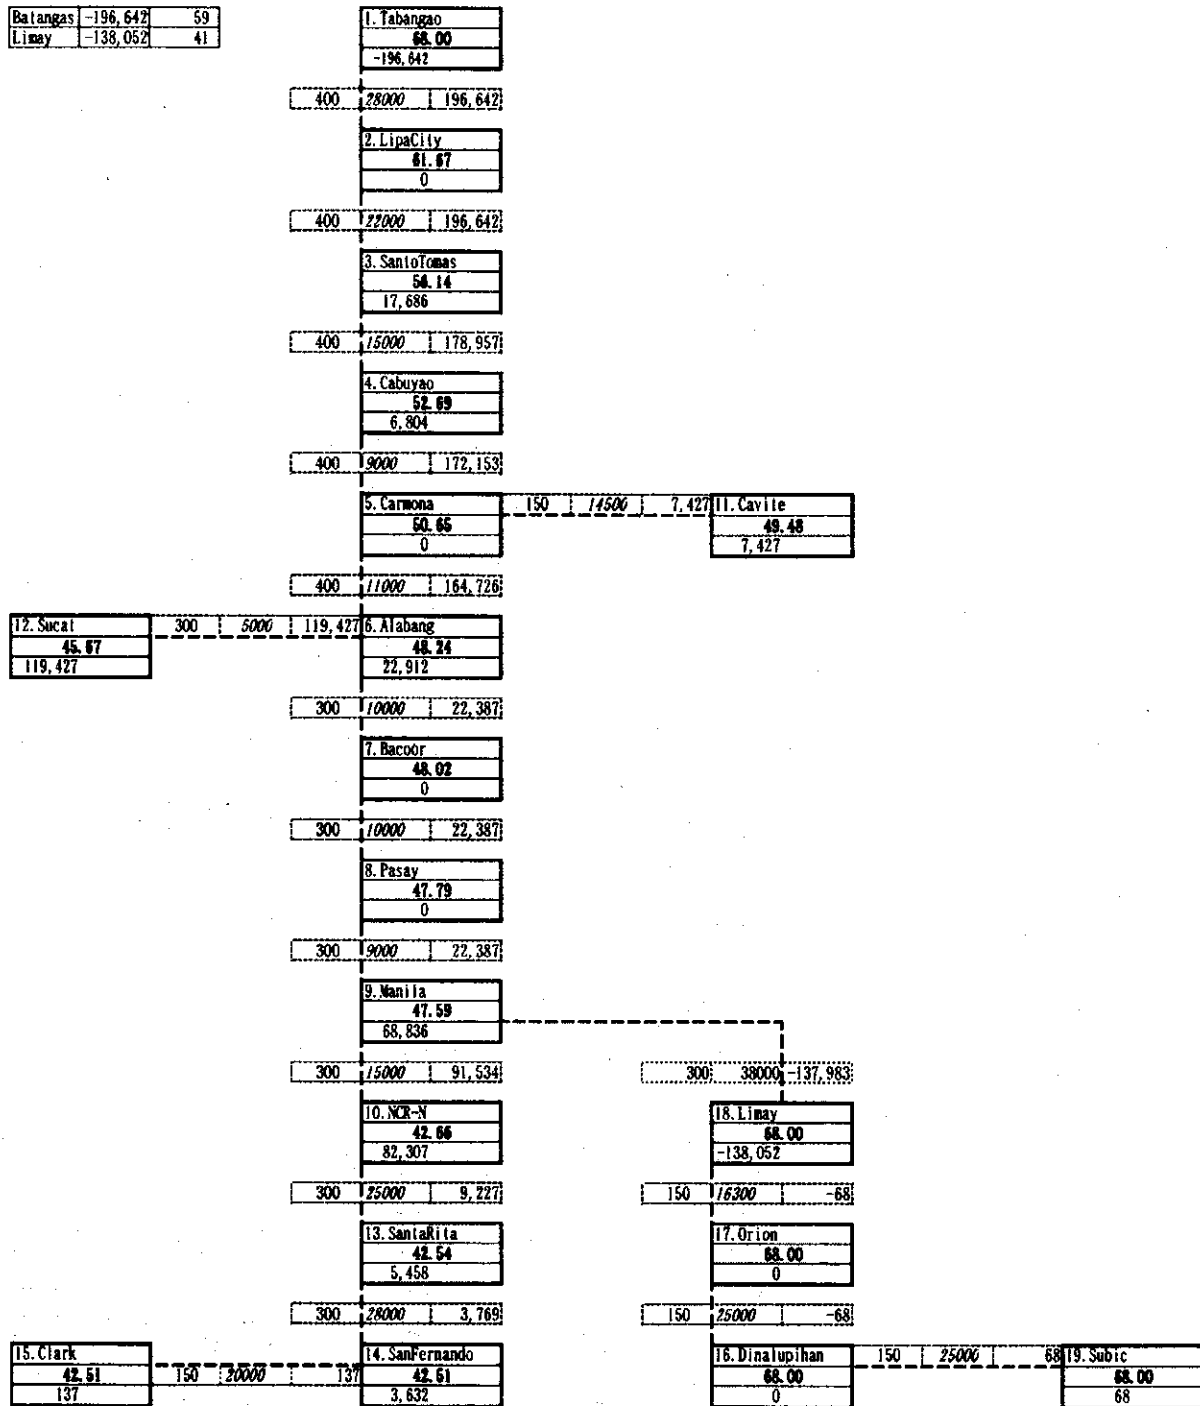 Batangas -196,642 59
Limay -138,052 41
1. Tabangao
68.00
-196,642
400 28000 196,642
2. LipaCity
61.67
0
400 22000 196,642
3. SantoTomas
56.14
17,686
400 15000 178,957
4. Cabuyao
52.69
6,804
400 9000 172,153
5. Carmona 150 14500 7,427 11. Cavite
50.65 49.48
0 7,427
400 11000 164,726
12. Sucat 300 5000 119,427 6. Alabang
45.67 48.24
119,427 22,912
300 10000 22,387
7. Bacoor
48.02
0
300 10000 22,387
8. Pasay
47.79
0
300 9000 22,387
9. Manila
47.59
68,836
300 15000 91,534 300 38000 -137,983
10. NCR-N 18. Limay
42.66 68.00
82,307 -138,052
300 25000 9,227 150 16300 -68
13. SantaRita 17. Orion
42.54 68.00
5,458 0
300 28000 3,769 150 25000 -68
15. Clark 14. SanFernando 16. Dinalupihan 150 25000 68 19. Subic
42.51 150 20000 137 42.51 68.00 68.00
137 3,632 0 68